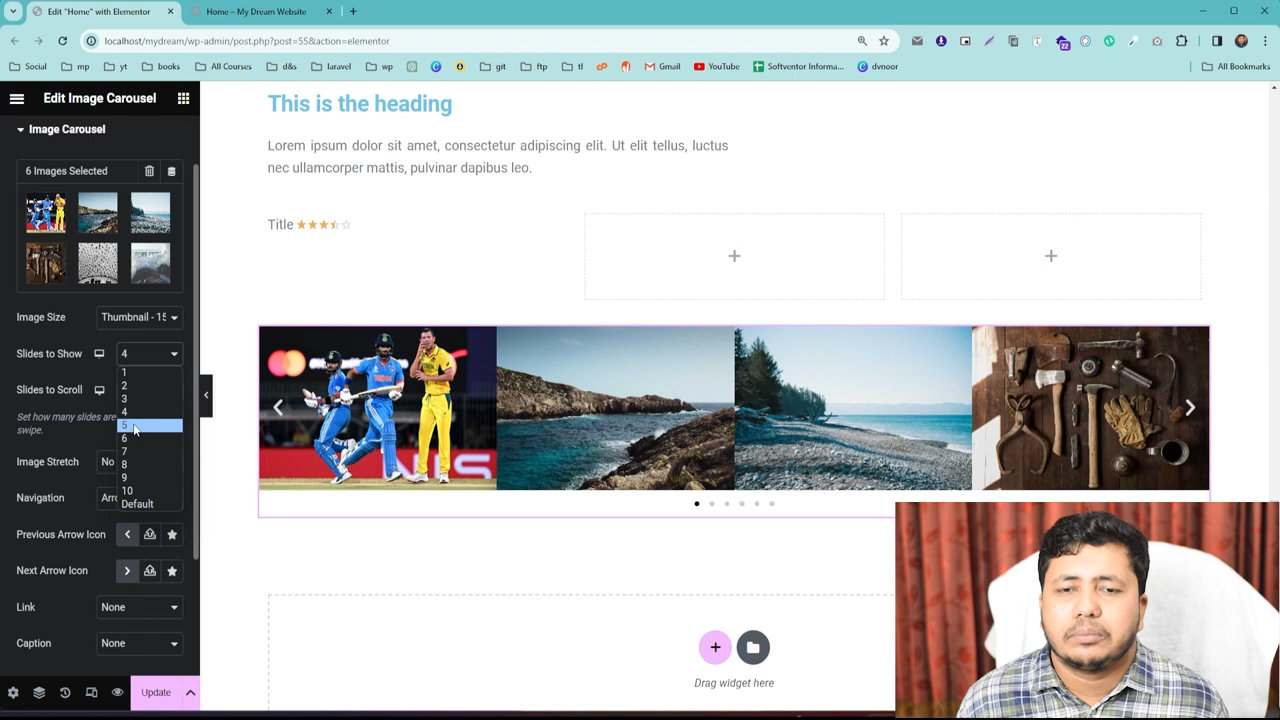 Edit "Home" with Elementor
Home – My Dream Website
localhost/mydream/wp-admin/post.php?post=55&action=elementor
22
Social
mp
yt
books
All Courses
d&s
laravel
wp
git
ftp
tl
Gmail
YouTube
Softventor Informa...
dvnoor
All Bookmarks
Edit Image Carousel
Image Carousel
6 Images Selected
Image Size
Thumbnail - 15
Slides to Show
4
1
2
3
4
5
6
7
8
9
10
Default
Slides to Scroll
Set how many slides are
swipe.
Image Stretch
No
Navigation
Arro
Previous Arrow Icon
Next Arrow Icon
Link
None
Caption
None
Update
This is the heading
Lorem ipsum dolor sit amet, consectetur adipiscing elit. Ut elit tellus, luctus
nec ullamcorper mattis, pulvinar dapibus leo.
Title
Drag widget here